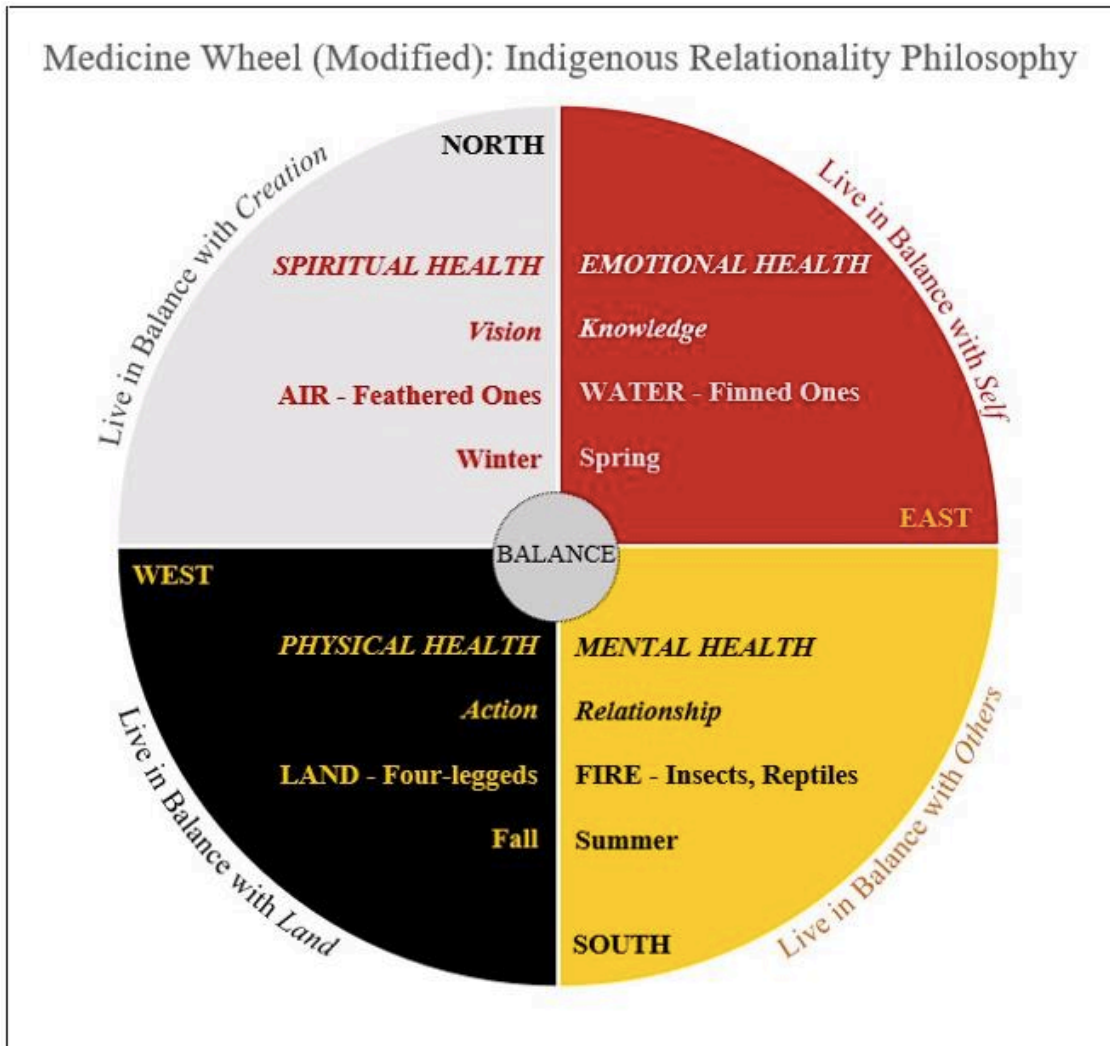 Medicine Wheel (Modified): Indigenous Relationality Philosophy
Live in Balance with Creation
NORTH
SPIRITUAL HEALTH
Vision
AIR - Feathered Ones
Winter
Live in Balance with Self
EMOTIONAL HEALTH
Knowledge
WATER - Finned Ones
Spring
EAST
BALANCE
WEST
PHYSICAL HEALTH
Action
LAND - Four-leggeds
Fall
Live in Balance with Land
MENTAL HEALTH
Relationship
FIRE - Insects, Reptiles
Summer
SOUTH
Live in Balance with Others